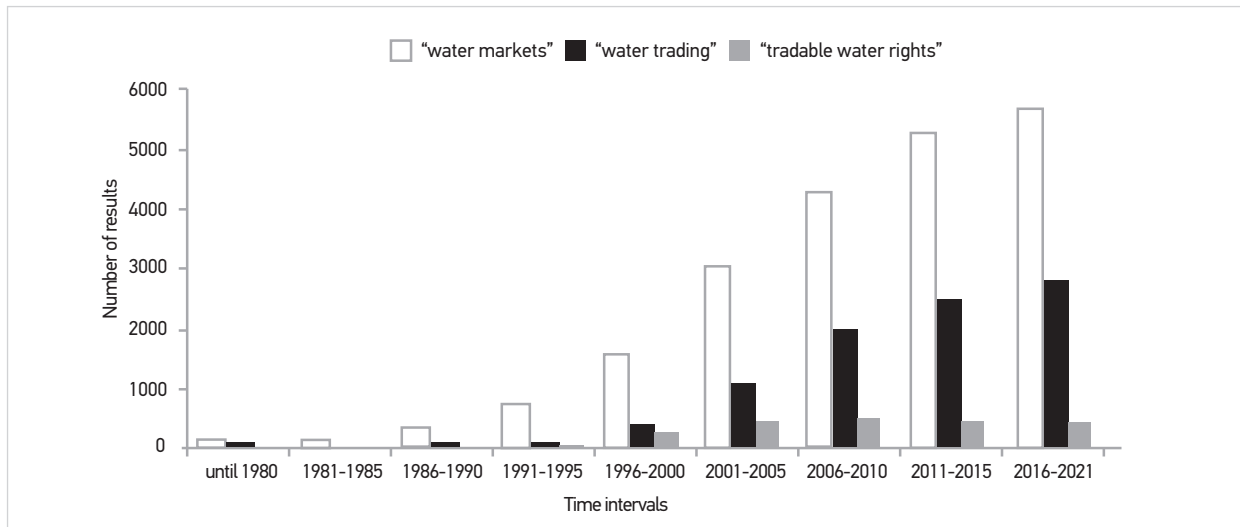 “water markets” “water trading” “tradable water rights”
6000
5000
4000
3000
2000
1000
0
Number of results
until 1980 1981-1985 1986-1990 1991-1995 1996-2000 2001-2005 2006-2010 2011-2015 2016-2021
Time intervals